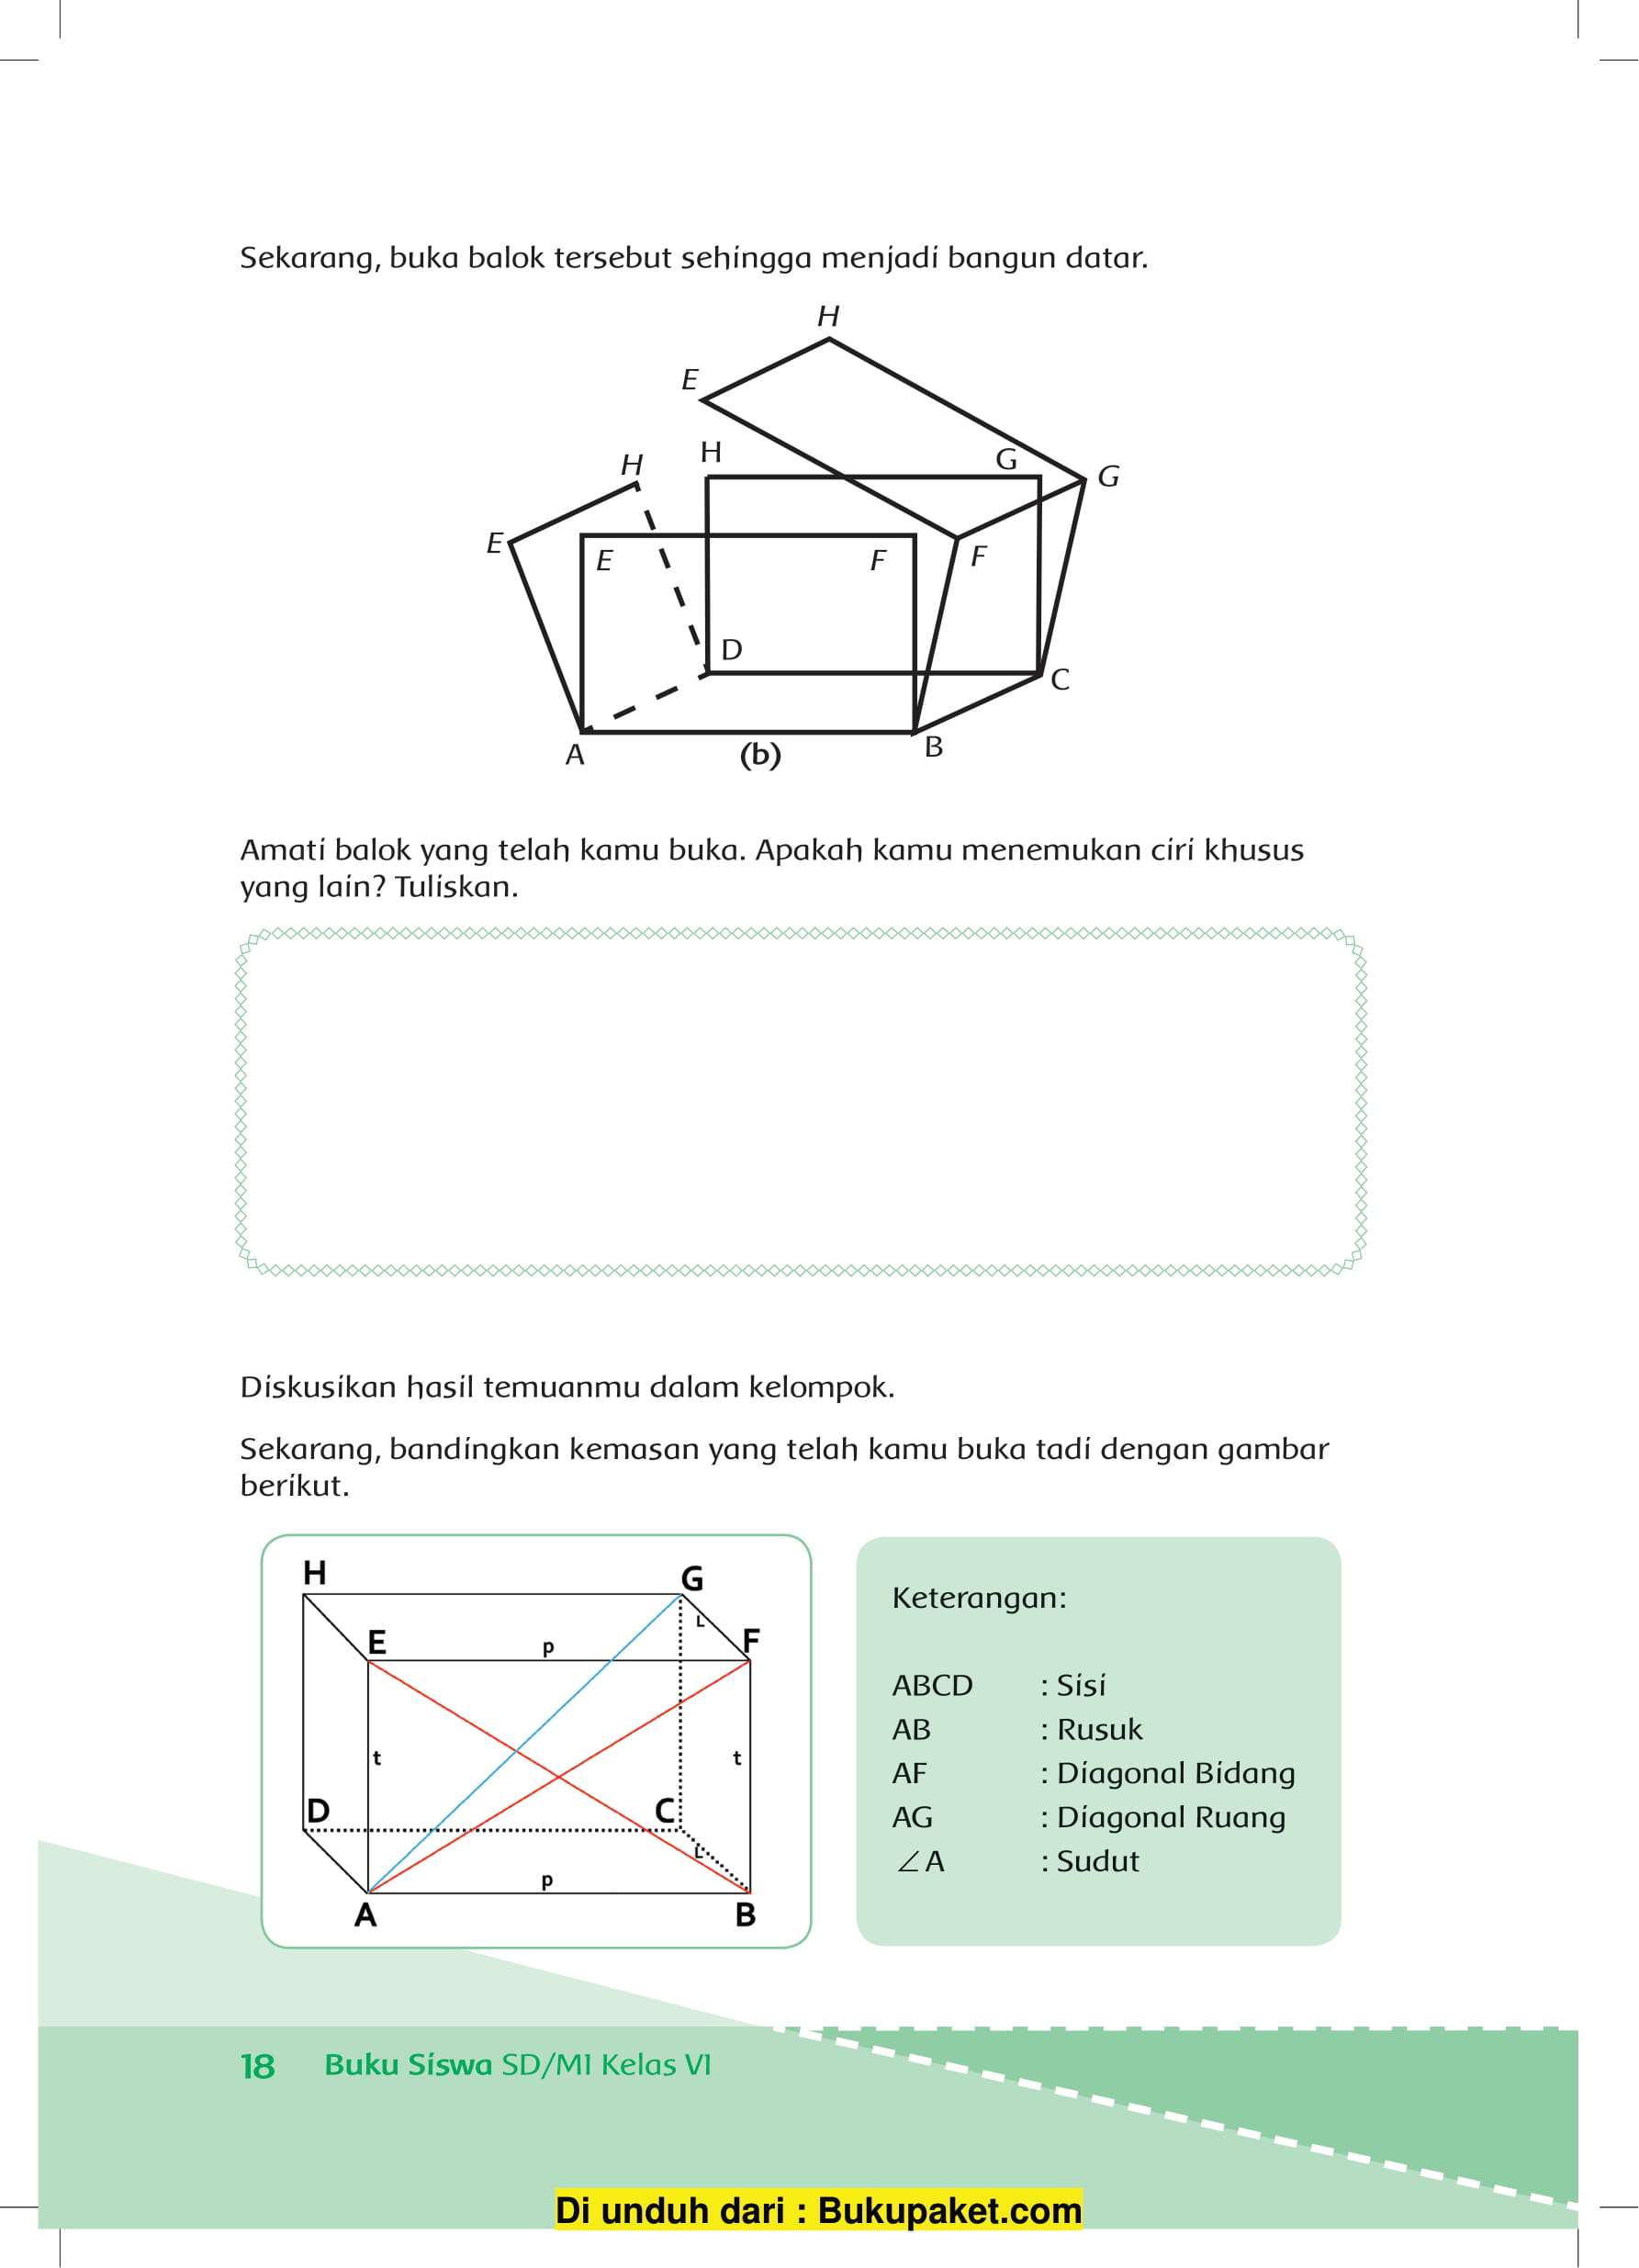 Sekarang, buka balok tersebut sehingga menjadi bangun datar.
H
E
H
G
G
H
E
E
F
F
D
C
A
(b)
B
Amati balok yang telah kamu buka. Apakah kamu menemukan ciri khusus
yang lain? Tuliskan.
Diskusikan hasil temuanmu dalam kelompok.
Sekarang, bandingkan kemasan yang telah kamu buka tadi dengan gambar
berikut.
H
G
L
E
p
F
t
t
D
C
L
p
A
B
Keterangan:
ABCD : Sisi
AB : Rusuk
AF : Diagonal Bidang
AG : Diagonal Ruang
∠A : Sudut
18 Buku Siswa SD/MI Kelas VI
Di unduh dari : Bukupaket.com